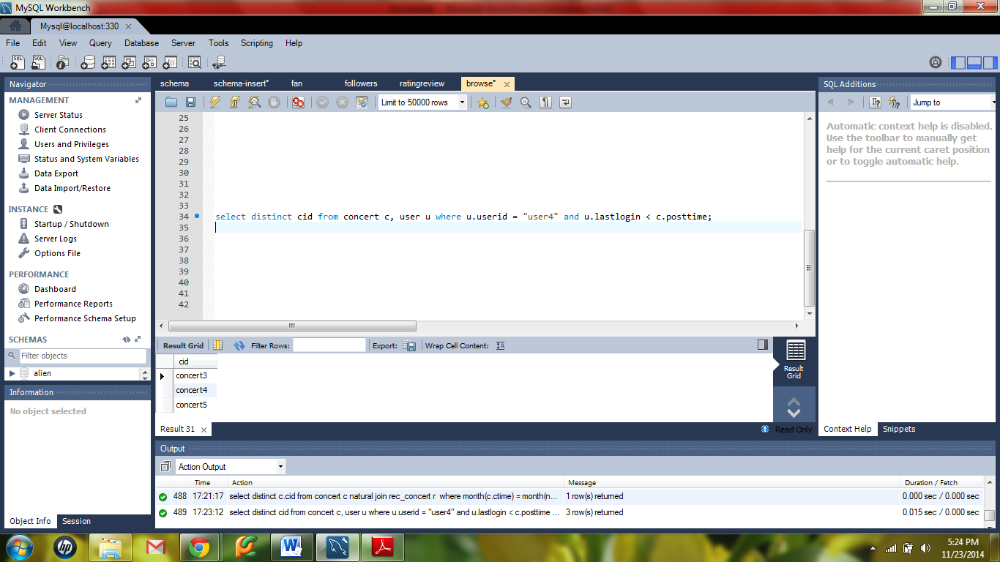 MySQL Workbench
Mysql@localhost:330
File Edit View Query Database Server Tools Scripting Help
Navigator
MANAGEMENT
Server Status
Client Connections
Users and Privileges
Status and System Variables
Data Export
Data Import/Restore
INSTANCE
Startup / Shutdown
Server Logs
Options File
PERFORMANCE
Dashboard
Performance Reports
Performance Schema Setup
SCHEMAS
Filter objects
alien
Information
No object selected
Object Info Session
schema schema-insert* fan followers ratingreview browse*
Limit to 50000 rows
25
26
27
28
29
30
31
32
33
34 select distinct cid from concert c, user u where u.userid = "user4" and u.lastlogin < c.posttime;
35
36
37
38
39
40
41
42
Result Grid Filter Rows: Export: Wrap Cell Content:
cid
concert3
concert4
concert5
Result Grid
Result 31
Read Only
SQL Additions
Jump to
Automatic context help is disabled.
Use the toolbar to manually get
help for the current caret position
or to toggle automatic help.
Context Help Snippets
Output
Action Output
Time Action Message Duration / Fetch
488 17:21:17 select distinct c.cid from concert c natural join rec_concert r where month(c.ctime) = month(n... 1 row(s) returned 0.000 sec / 0.000 sec
489 17:23:12 select distinct cid from concert c, user u where u.userid = "user4" and u.lastlogin < c.posttime ... 3 row(s) returned 0.015 sec / 0.000 sec
5:24 PM
11/23/2014